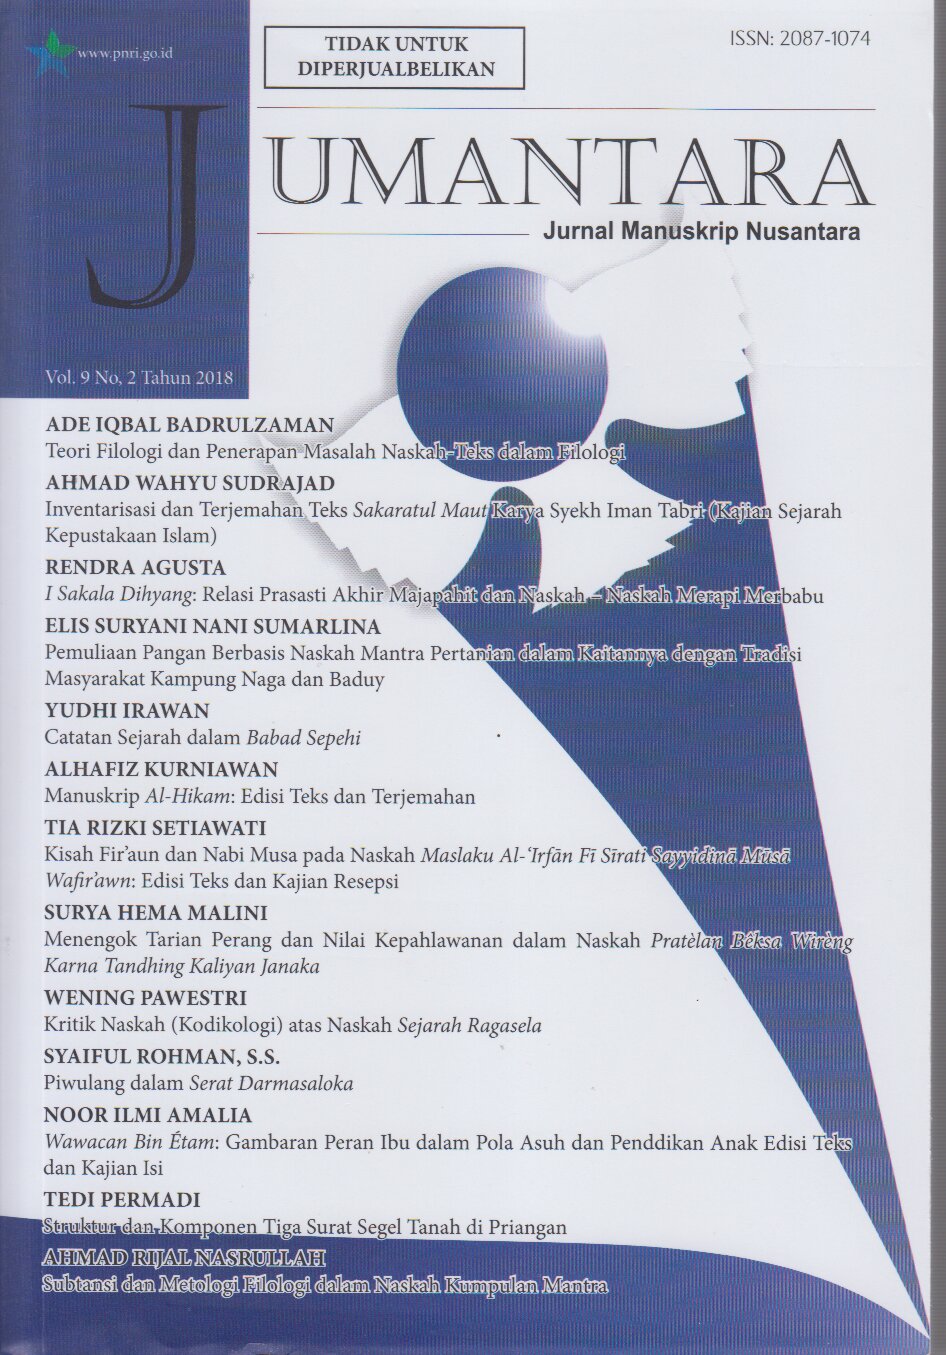 www.pnri.go.id
TIDAK UNTUK
DIPERJUALBELIKAN
ISSN: 2087-1074
JUMANTARA
Jurnal Manuskrip Nusantara
Vol. 9 No, 2 Tahun 2018
ADE IQBAL BADRULZAMAN
Teori Filologi dan Penerapan Masalah Naskah-Teks dalam Filologi
AHMAD WAHYU SUDRAJAD
Inventarisasi dan Terjemahan Teks Sakaratul Maut Karya Syekh Iman Tabri (Kajian Sejarah
Kepustakaan Islam)
RENDRA AGUSTA
I Sakala Dihyang: Relasi Prasasti Akhir Majapahit dan Naskah – Naskah Merapi Merbabu
ELIS SURYANI NANI SUMARLINA
Pemuliaan Pangan Berbasis Naskah Mantra Pertanian dalam Kaitannya dengan Tradisi
Masyarakat Kampung Naga dan Baduy
YUDHI IRAWAN
Catatan Sejarah dalam Babad Sepehi
ALHAFIZ KURNIAWAN
Manuskrip Al-Hikam: Edisi Teks dan Terjemahan
TIA RIZKI SETIAWATI
Kisah Fir’aun dan Nabi Musa pada Naskah Maslaku Al-‘Irfān Fī Sīrati Sayyidinā Mūsā
Wafir’awn: Edisi Teks dan Kajian Resepsi
SURYA HEMA MALINI
Menengok Tarian Perang dan Nilai Kepahlawanan dalam Naskah Pratèlan Bêksa Wirèng
Karna Tandhing Kaliyan Janaka
WENING PAWESTRI
Kritik Naskah (Kodikologi) atas Naskah Sejarah Ragasela
SYAIFUL ROHMAN, S.S.
Piwulang dalam Serat Darmasaloka
NOOR ILMI AMALIA
Wawacan Bin Étam: Gambaran Peran Ibu dalam Pola Asuh dan Penddikan Anak Edisi Teks
dan Kajian Isi
TEDI PERMADI
Struktur dan Komponen Tiga Surat Segel Tanah di Priangan
AHMAD RIJAL NASRULLAH
Subtansi dan Metologi Filologi dalam Naskah Kumpulan Mantra